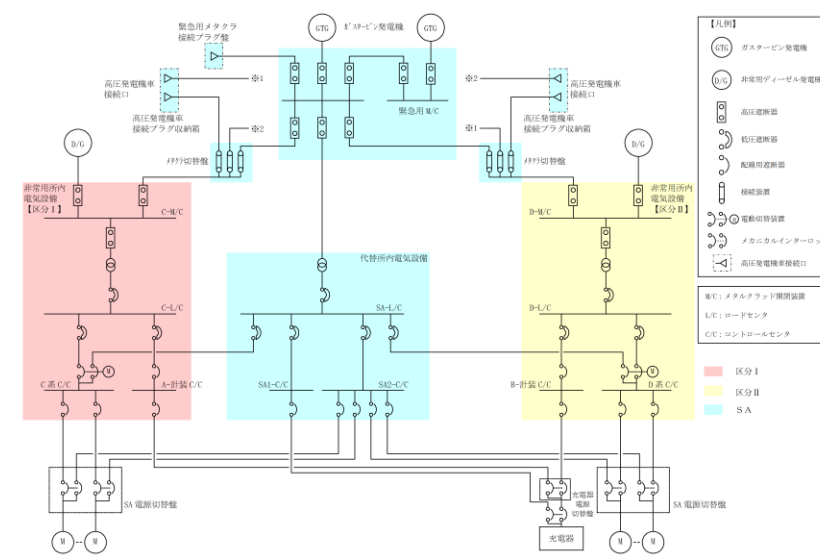 緊急用メタクラ
接続プラグ盤
GTG
ガスタービン発電機
GTG
※1
高圧発電機車
接続口
高圧発電機車
接続プラグ収納箱
※2
メタクラ切替盤
緊急用 M/C
※2
高圧発電機車
接続口
高圧発電機車
接続プラグ収納箱
※1
メタクラ切替盤
D/G
D/G
非常用所内
電気設備
【区分Ⅰ】
C-M/C
C-L/C
M
C系 C/C
A-計装 C/C
代替所内電気設備
SA-L/C
SA1-C/C
SA2-C/C
非常用所内
電気設備
【区分Ⅱ】
D-M/C
D-L/C
M
B-計装 C/C
D系 C/C
SA電源切替盤
M
M
充電器
電源
切替盤
充電器
SA電源切替盤
M
M
【凡例】
GTG
ガスタービン発電機
D/G
非常用ディーゼル発電機
高圧遮断器
低圧遮断器
配線用遮断器
接続装置
M
電動切替装置
メカニカルインターロッ
高圧発電機車接続口
M/C：メタルクラッド開閉装置
L/C：ロードセンタ
C/C：コントロールセンタ
区分Ⅰ
区分Ⅱ
SA